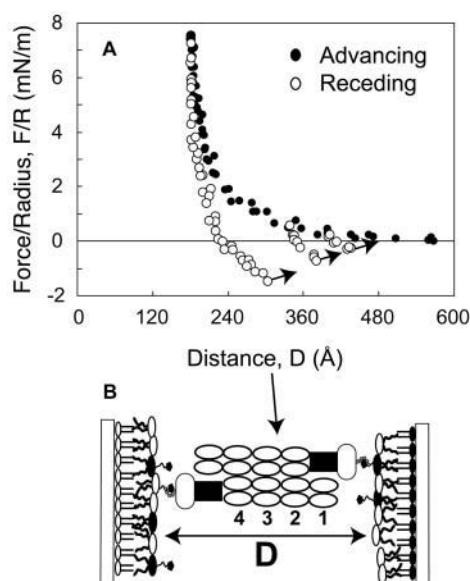 8
A
Advancing
Receding
6
4
2
0
-2
Force/Radius, F/R (mN/m)
0 120 240 360 480 600
Distance, D (Å)
B
4 3 2 1
D